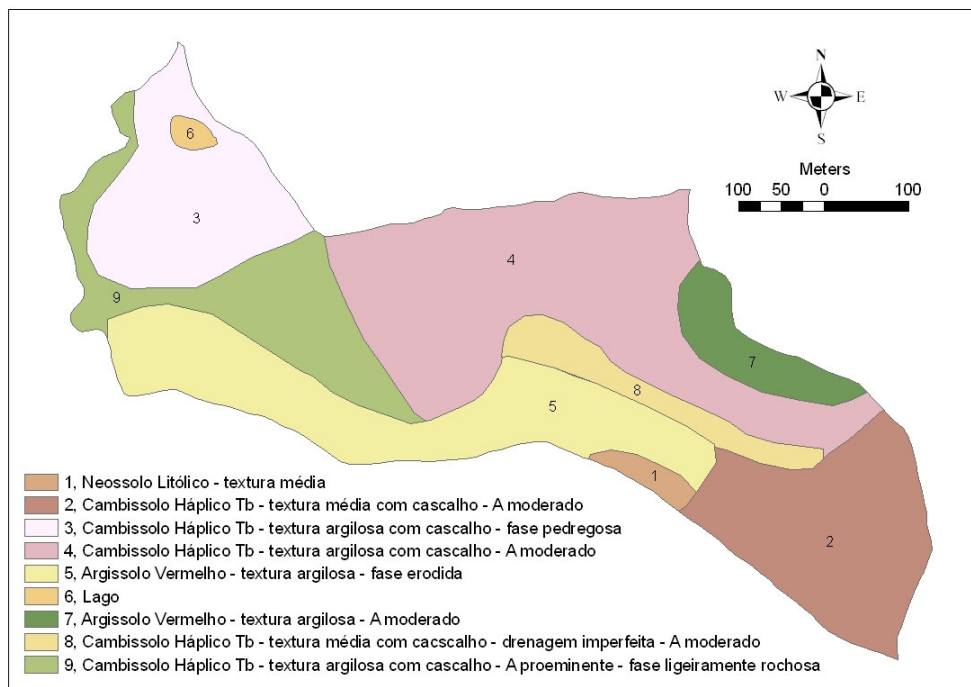 N
W E
S
Meters
100 50 0 100
6
3
4
9
7
8
5
1
2
1, Neossolo Litólico - textura média
2, Cambissolo Háplico Tb - textura média com cascalho - A moderado
3, Cambissolo Háplico Tb - textura argilosa com cascalho - fase pedregosa
4, Cambissolo Háplico Tb - textura argilosa com cascalho - A moderado
5, Argissolo Vermelho - textura argilosa - fase erodida
6, Lago
7, Argissolo Vermelho - textura argilosa - A moderado
8, Cambissolo Háplico Tb - textura média com cacscalho - drenagem imperfeita - A moderado
9, Cambissolo Háplico Tb - textura argilosa com cascalho - A proeminente - fase ligeiramente rochosa